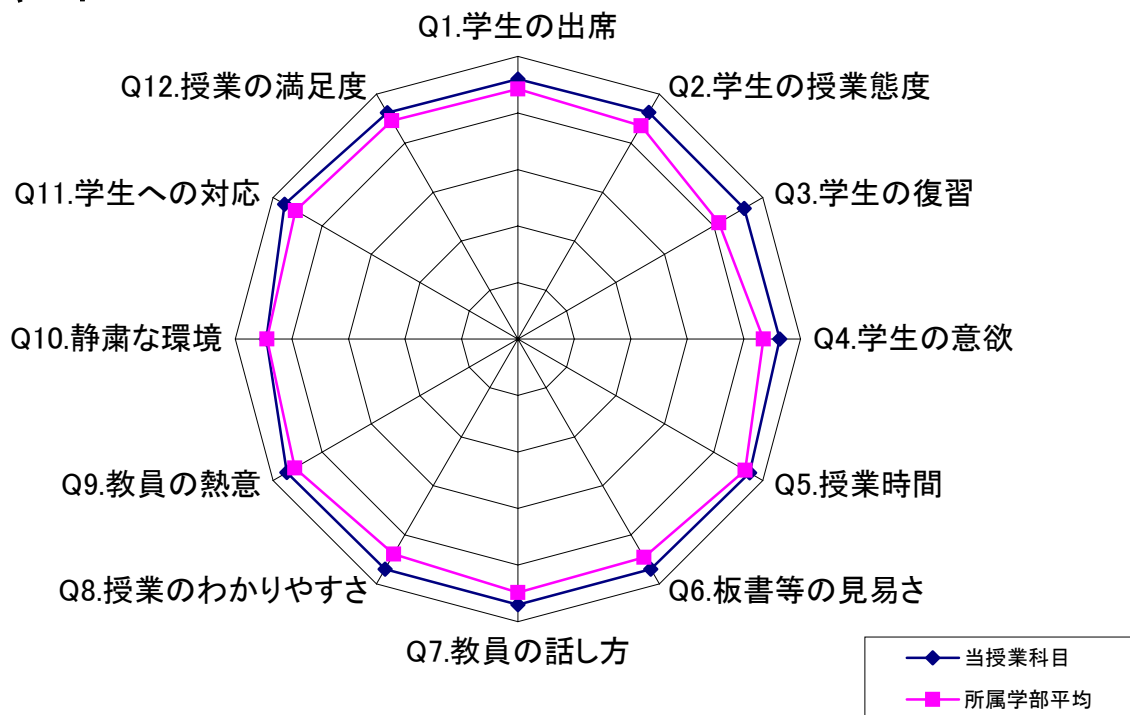 Q1.学生の出席
Q2.学生の授業態度
Q3.学生の復習
Q4.学生の意欲
Q5.授業時間
Q6.板書等の見易さ
Q7.教員の話し方
Q8.授業のわかりやすさ
Q9.教員の熱意
Q10.静粛な環境
Q11.学生への対応
Q12.授業の満足度
当授業科目
所属学部平均